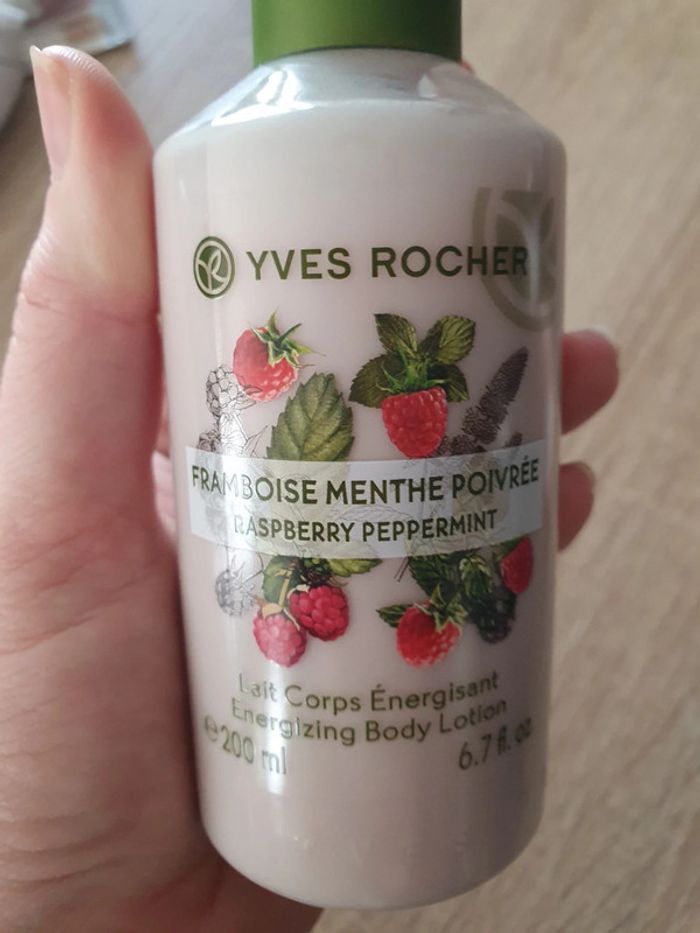 YVES ROCHER
FRAMBOISE MENTHE POIVRÉE
RASPBERRY PEPPERMINT
Lait Corps Énergisant
Energizing Body Lotion
e 200 ml 6.7 fl. oz.